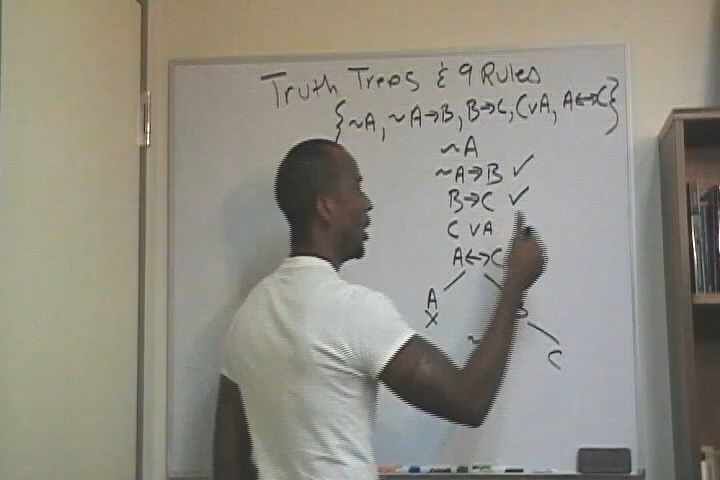 Truth Trees & 9 Rules
{~A, ~A→B, B→C, C∨A, A↔C}
~A
~A→B ✓
B→C ✓
C∨A
A↔C
A
X
~
C